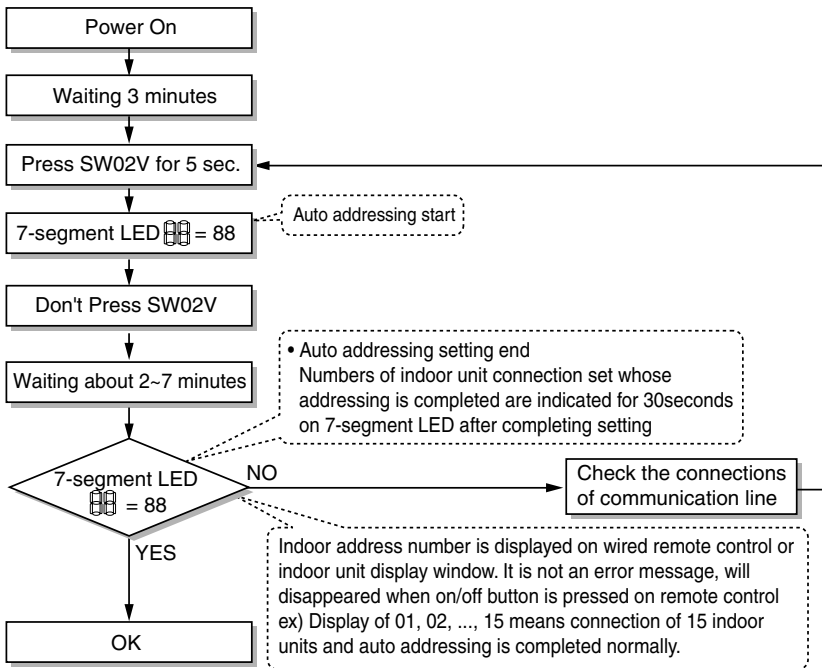 Power On
Waiting 3 minutes
Press SW02V for 5 sec.
7-segment LED 88 = 88
Auto addressing start
Don't Press SW02V
Waiting about 2~7 minutes
• Auto addressing setting end
Numbers of indoor unit connection set whose
addressing is completed are indicated for 30seconds
on 7-segment LED after completing setting
7-segment LED
88 = 88
NO
Check the connections
of communication line
YES
Indoor address number is displayed on wired remote control or
indoor unit display window. It is not an error message, will
disappeared when on/off button is pressed on remote control
ex) Display of 01, 02, ..., 15 means connection of 15 indoor
units and auto addressing is completed normally.
OK